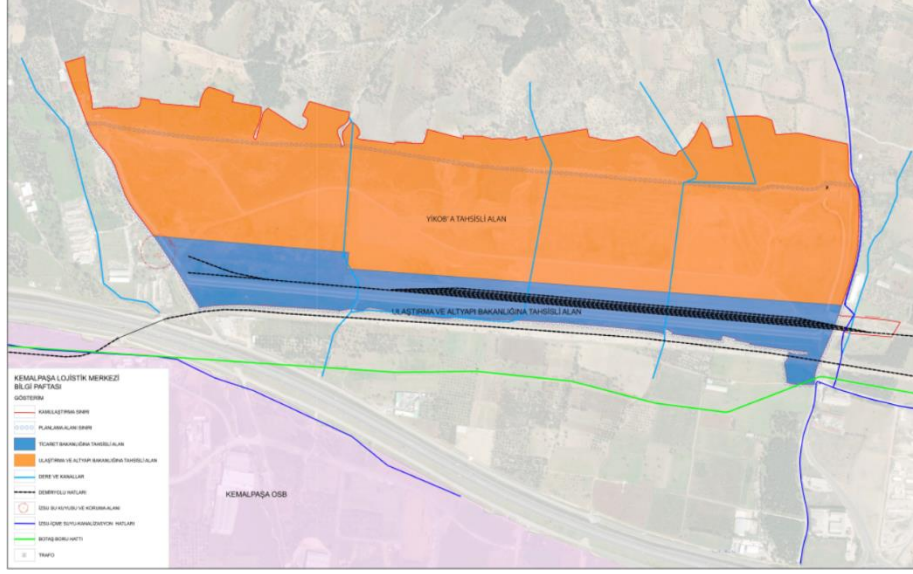 YİKOB' A TAHSİSLİ ALAN
ULAŞTIRMA VE ALTYAPI BAKANLIĞINA TAHSİSLİ ALAN
KEMALPAŞA LOJİSTİK MERKEZİ
BİLGİ PAFTASI
GÖSTERİM
KAMULAŞTIRMA SINIRI
PLANLAMA ALANI SINIRI
TİCARET BAKANLIĞINA TAHSİSLİ ALAN
ULAŞTIRMA VE ALTYAPI BAKANLIĞINA TAHSİSLİ ALAN
DERE VE KANALLAR
DEMİRYOLU HATLARI
İZSU SU KUYUSU VE KORUMA ALANI
İZSU İÇME SUYU-KANALİZASYON HATLARI
BOTAŞ BORU HATTI
TRAFO
KEMALPAŞA OSB